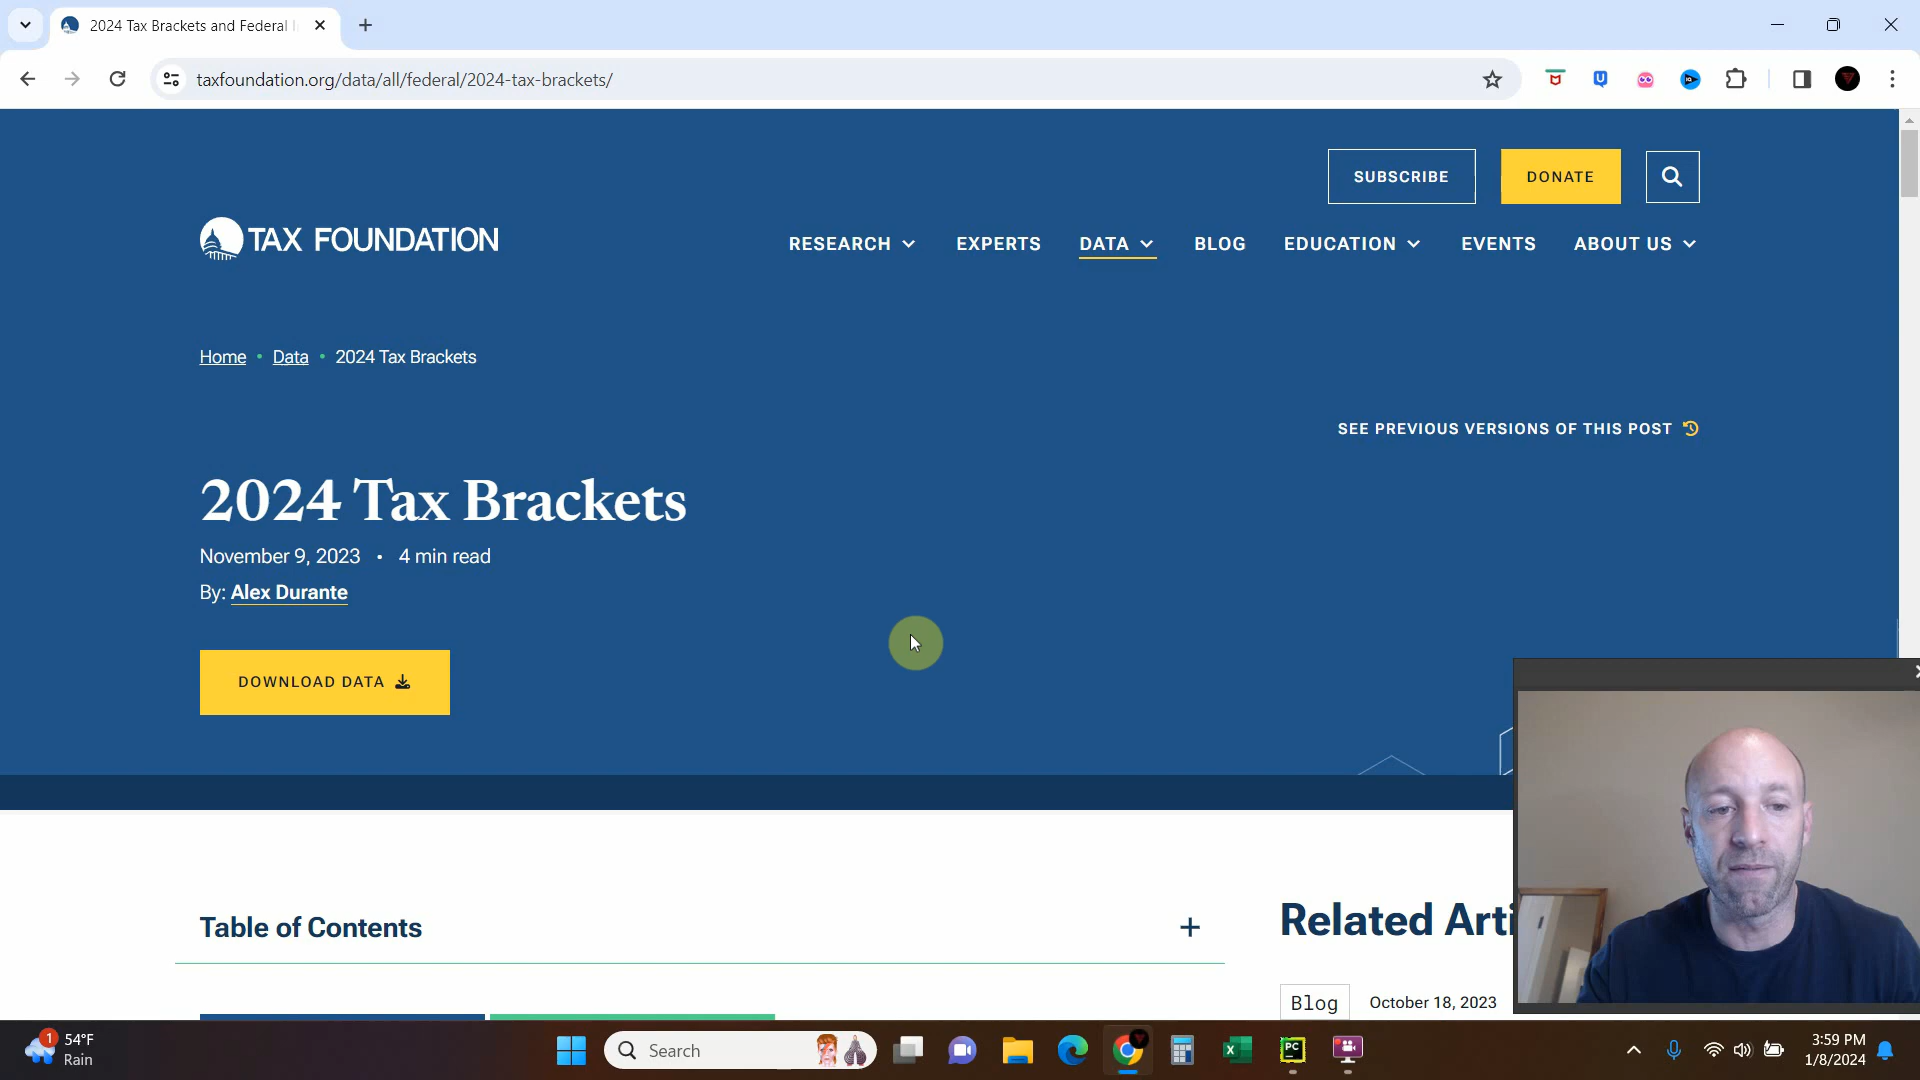 2024 Tax Brackets and Federal I
taxfoundation.org/data/all/federal/2024-tax-brackets/
SUBSCRIBE
DONATE
TAX FOUNDATION
RESEARCH EXPERTS DATA BLOG EDUCATION EVENTS ABOUT US
Home • Data • 2024 Tax Brackets
SEE PREVIOUS VERSIONS OF THIS POST
2024 Tax Brackets
November 9, 2023 • 4 min read
By: Alex Durante
DOWNLOAD DATA
Table of Contents +
Related Arti
Blog October 18, 2023
1
54°F
Rain
Search
PC
3:59 PM
1/8/2024